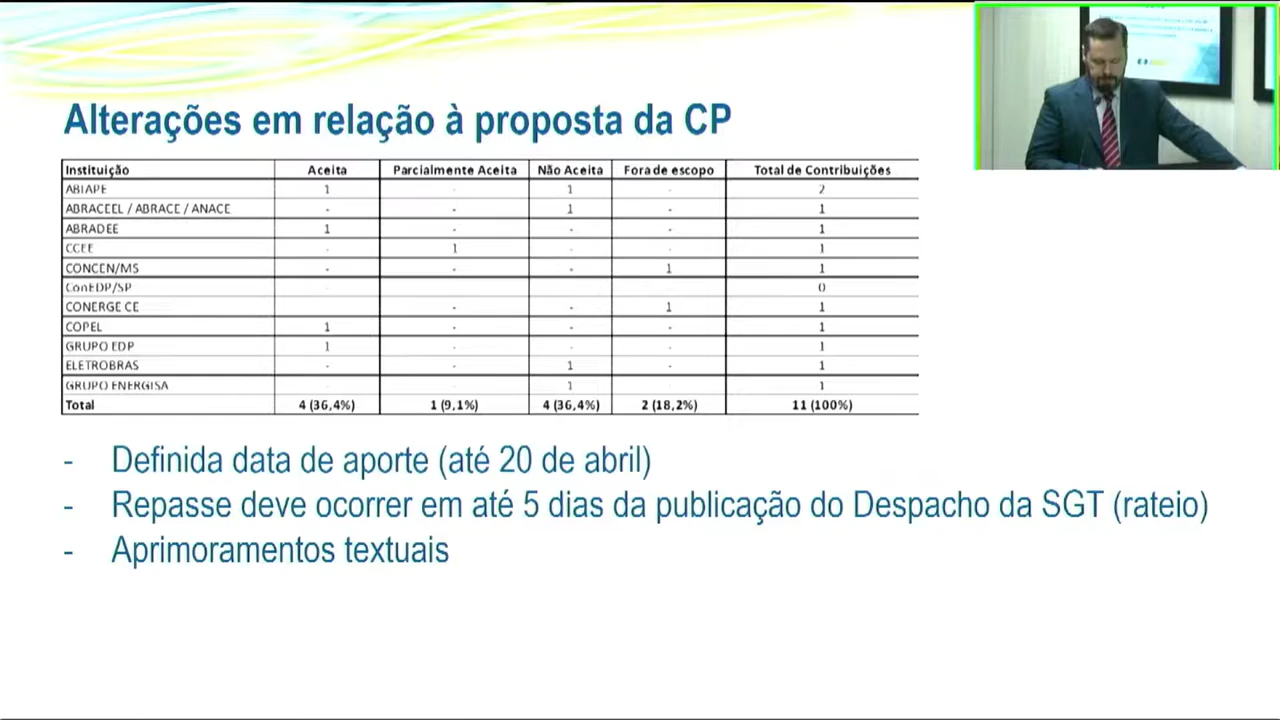 Alterações em relação à proposta da CP
Instituição Aceita Parcialmente Aceita Não Aceita Fora de escopo Total de Contribuições
ABIAPE 1 - 1 - 2
ABRACEEL / ABRACE / ANACE - - 1 - 1
ABRADEE 1 - - - 1
CCEE - 1 - - 1
CONCEN/MS - - - 1 1
ConEDP/SP 0
CONERGE CE - - 1 1
COPEL 1 - - - 1
GRUPO EDP 1 - - - 1
ELETROBRAS - - 1 - 1
GRUPO ENERGISA - - 1 - 1
Total 4 (36,4%) 1 (9,1%) 4 (36,4%) 2 (18,2%) 11 (100%)
- Definida data de aporte (até 20 de abril)
- Repasse deve ocorrer em até 5 dias da publicação do Despacho da SGT (rateio)
- Aprimoramentos textuais